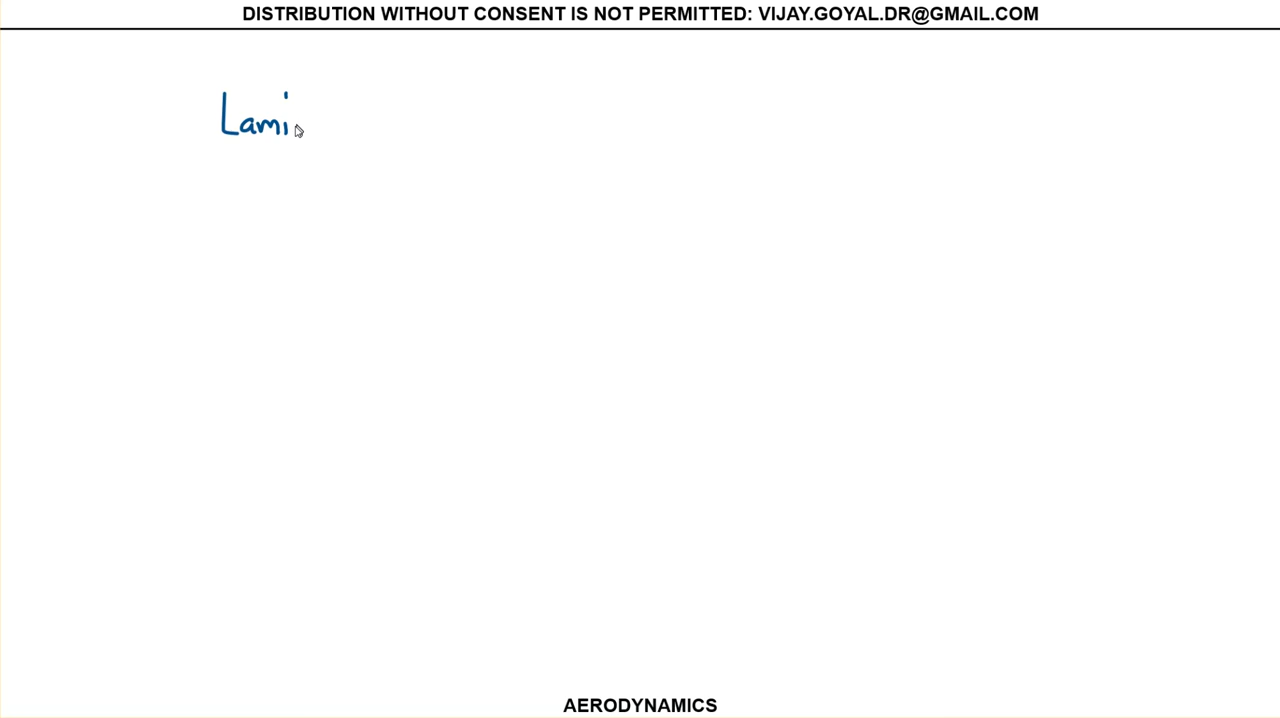 DISTRIBUTION WITHOUT CONSENT IS NOT PERMITTED: VIJAY.GOYAL.DR@GMAIL.COM
Lami
AERODYNAMICS